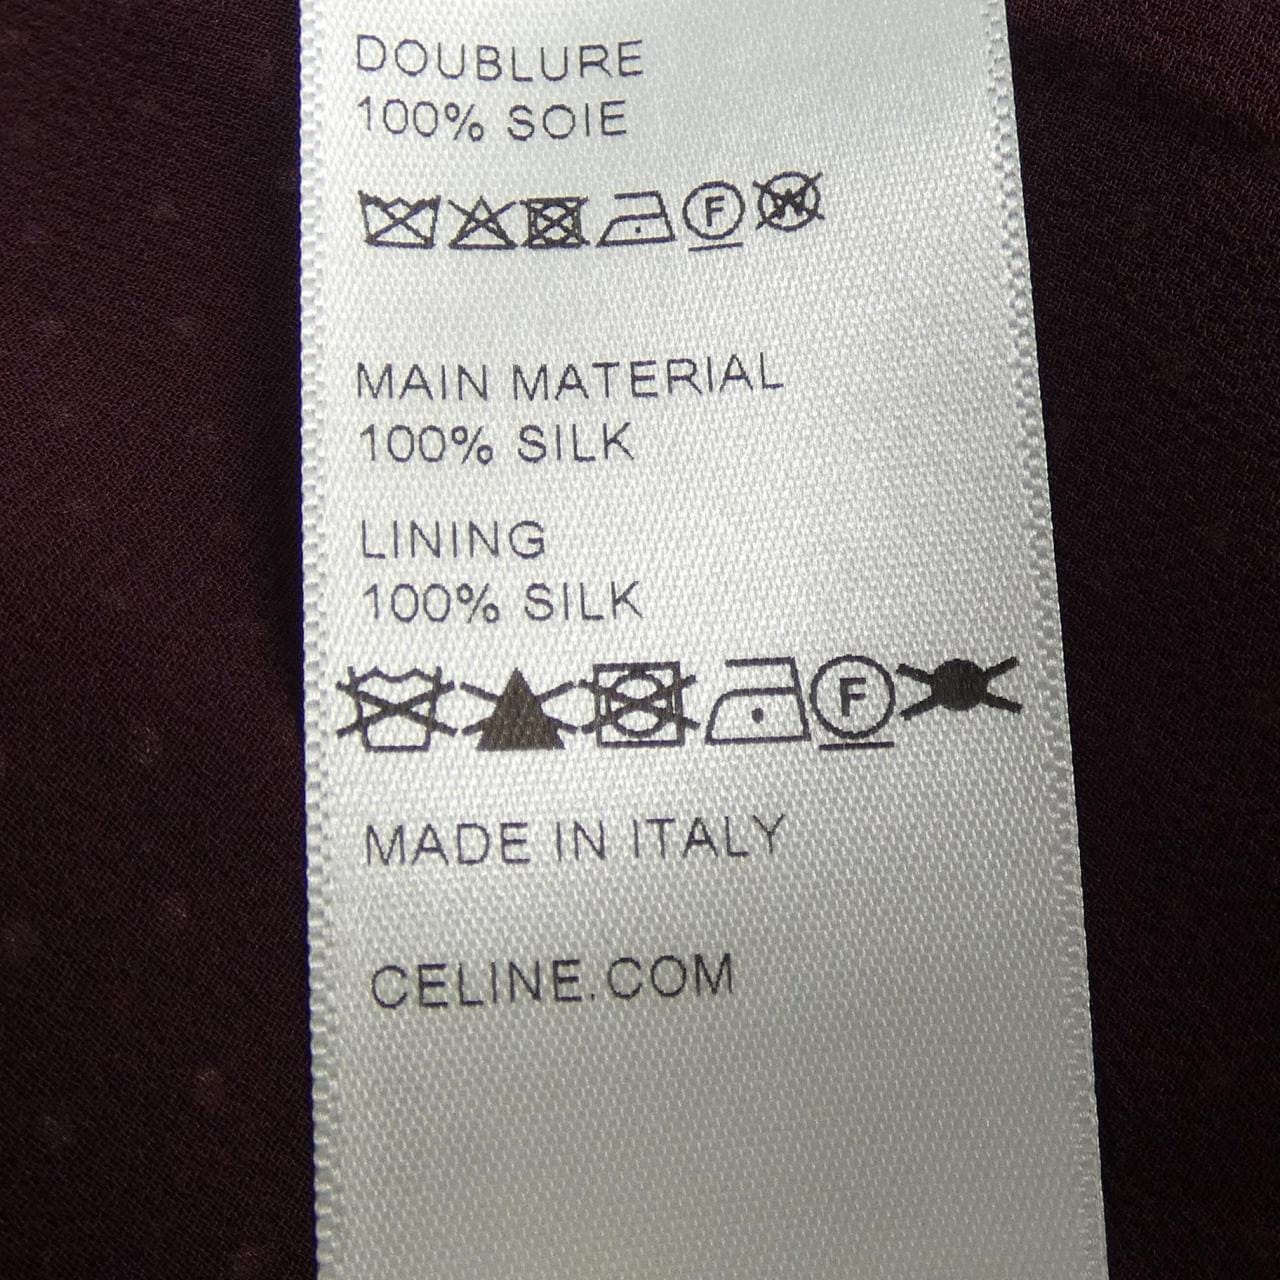 DOUBLURE
100% SOIE
F W
MAIN MATERIAL
100% SILK
LINING
100% SILK
F
MADE IN ITALY
CELINE.COM